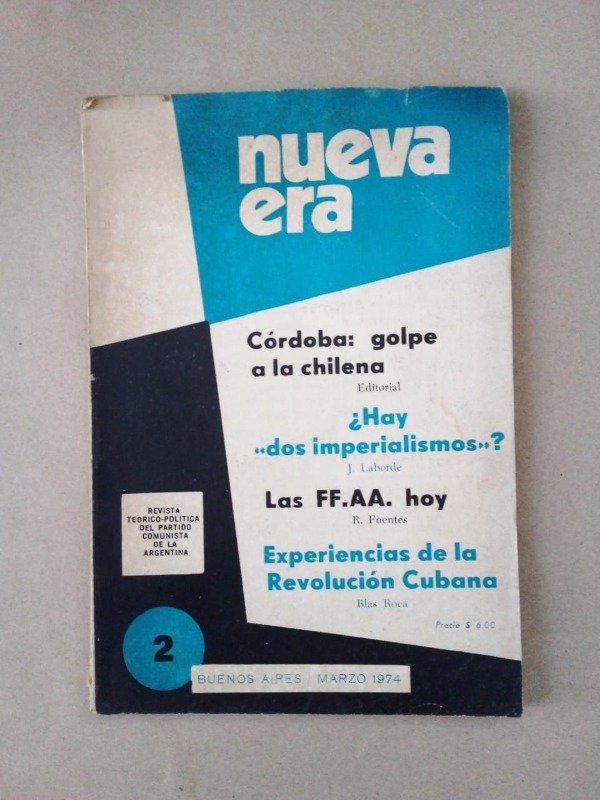 nueva
era
Córdoba: golpe
a la chilena
Editorial
¿Hay
«dos imperialismos»?
J. Laborde
Las FF.AA. hoy
R. Fuentes
Experiencias de la
Revolución Cubana
Blas Roca
Precio $ 6.00
REVISTA
TEORICO-POLITICA
DEL PARTIDO
COMUNISTA
DE LA
ARGENTINA
2
BUENOS AIRES / MARZO 1974